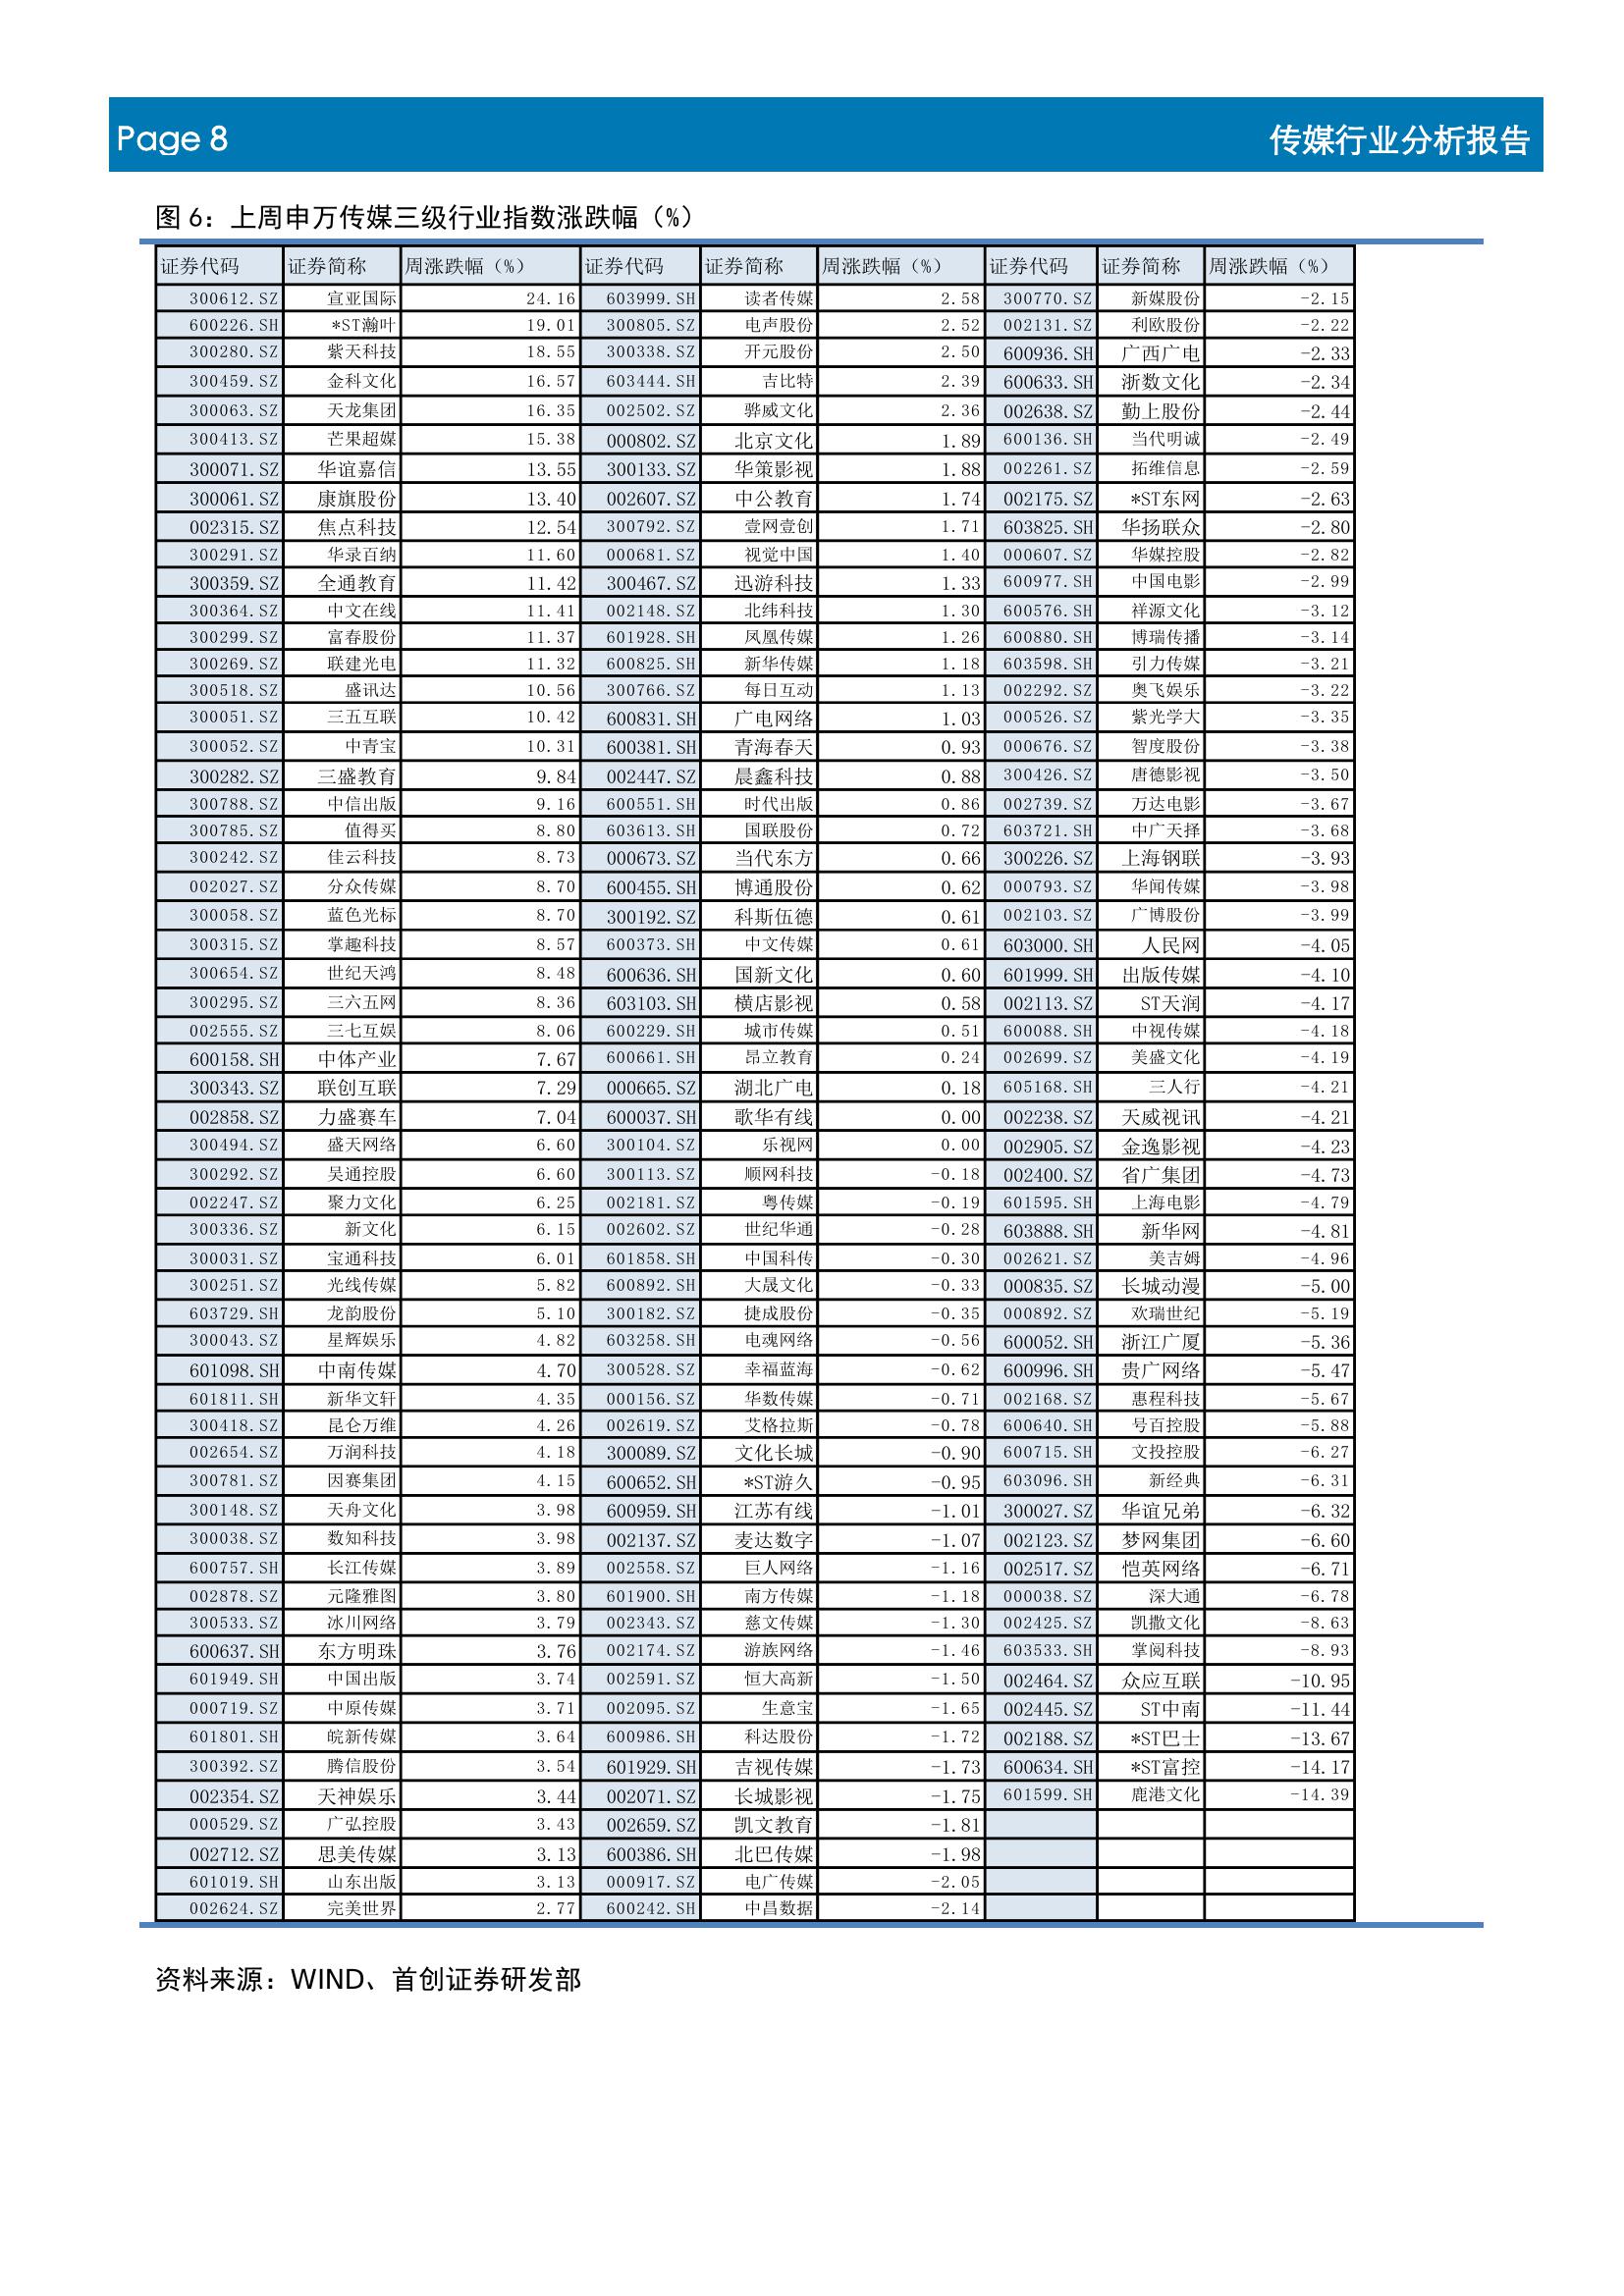 Page 8 传媒行业分析报告
图 6：上周申万传媒三级行业指数涨跌幅（%）
证券代码 证券简称 周涨跌幅（%） 证券代码 证券简称 周涨跌幅（%） 证券代码 证券简称 周涨跌幅（%）
300612.SZ 宣亚国际 24.16 603999.SH 读者传媒 2.58 300770.SZ 新媒股份 -2.15
600226.SH *ST瀚叶 19.01 300805.SZ 电声股份 2.52 002131.SZ 利欧股份 -2.22
300280.SZ 紫天科技 18.55 300338.SZ 开元股份 2.50 600936.SH 广西广电 -2.33
300459.SZ 金科文化 16.57 603444.SH 吉比特 2.39 600633.SH 浙数文化 -2.34
300063.SZ 天龙集团 16.35 002502.SZ 骅威文化 2.36 002638.SZ 勤上股份 -2.44
300413.SZ 芒果超媒 15.38 000802.SZ 北京文化 1.89 600136.SH 当代明诚 -2.49
300071.SZ 华谊嘉信 13.55 300133.SZ 华策影视 1.88 002261.SZ 拓维信息 -2.59
300061.SZ 康旗股份 13.40 002607.SZ 中公教育 1.74 002175.SZ *ST东网 -2.63
002315.SZ 焦点科技 12.54 300792.SZ 壹网壹创 1.71 603825.SH 华扬联众 -2.80
300291.SZ 华录百纳 11.60 000681.SZ 视觉中国 1.40 000607.SZ 华媒控股 -2.82
300359.SZ 全通教育 11.42 300467.SZ 迅游科技 1.33 600977.SH 中国电影 -2.99
300364.SZ 中文在线 11.41 002148.SZ 北纬科技 1.30 600576.SH 祥源文化 -3.12
300299.SZ 富春股份 11.37 601928.SH 凤凰传媒 1.26 600880.SH 博瑞传播 -3.14
300269.SZ 联建光电 11.32 600825.SH 新华传媒 1.18 603598.SH 引力传媒 -3.21
300518.SZ 盛讯达 10.56 300766.SZ 每日互动 1.13 002292.SZ 奥飞娱乐 -3.22
300051.SZ 三五互联 10.42 600831.SH 广电网络 1.03 000526.SZ 紫光学大 -3.35
300052.SZ 中青宝 10.31 600381.SH 青海春天 0.93 000676.SZ 智度股份 -3.38
300282.SZ 三盛教育 9.84 002447.SZ 晨鑫科技 0.88 300426.SZ 唐德影视 -3.50
300788.SZ 中信出版 9.16 600551.SH 时代出版 0.86 002739.SZ 万达电影 -3.67
300785.SZ 值得买 8.80 603613.SH 国联股份 0.72 603721.SH 中广天择 -3.68
300242.SZ 佳云科技 8.73 000673.SZ 当代东方 0.66 300226.SZ 上海钢联 -3.93
002027.SZ 分众传媒 8.70 600455.SH 博通股份 0.62 000793.SZ 华闻传媒 -3.98
300058.SZ 蓝色光标 8.70 300192.SZ 科斯伍德 0.61 002103.SZ 广博股份 -3.99
300315.SZ 掌趣科技 8.57 600373.SH 中文传媒 0.61 603000.SH 人民网 -4.05
300654.SZ 世纪天鸿 8.48 600636.SH 国新文化 0.60 601999.SH 出版传媒 -4.10
300295.SZ 三六五网 8.36 603103.SH 横店影视 0.58 002113.SZ ST天润 -4.17
002555.SZ 三七互娱 8.06 600229.SH 城市传媒 0.51 600088.SH 中视传媒 -4.18
600158.SH 中体产业 7.67 600661.SH 昂立教育 0.24 002699.SZ 美盛文化 -4.19
300343.SZ 联创互联 7.29 000665.SZ 湖北广电 0.18 605168.SH 三人行 -4.21
002858.SZ 力盛赛车 7.04 600037.SH 歌华有线 0.00 002238.SZ 天威视讯 -4.21
300494.SZ 盛天网络 6.60 300104.SZ 乐视网 0.00 002905.SZ 金逸影视 -4.23
300292.SZ 吴通控股 6.60 300113.SZ 顺网科技 -0.18 002400.SZ 省广集团 -4.73
002247.SZ 聚力文化 6.25 002181.SZ 粤传媒 -0.19 601595.SH 上海电影 -4.79
300336.SZ 新文化 6.15 002602.SZ 世纪华通 -0.28 603888.SH 新华网 -4.81
300031.SZ 宝通科技 6.01 601858.SH 中国科传 -0.30 002621.SZ 美吉姆 -4.96
300251.SZ 光线传媒 5.82 600892.SH 大晟文化 -0.33 000835.SZ 长城动漫 -5.00
603729.SH 龙韵股份 5.10 300182.SZ 捷成股份 -0.35 000892.SZ 欢瑞世纪 -5.19
300043.SZ 星辉娱乐 4.82 603258.SH 电魂网络 -0.56 600052.SH 浙江广厦 -5.36
601098.SH 中南传媒 4.70 300528.SZ 幸福蓝海 -0.62 600996.SH 贵广网络 -5.47
601811.SH 新华文轩 4.35 000156.SZ 华数传媒 -0.71 002168.SZ 惠程科技 -5.67
300418.SZ 昆仑万维 4.26 002619.SZ 艾格拉斯 -0.78 600640.SH 号百控股 -5.88
002654.SZ 万润科技 4.18 300089.SZ 文化长城 -0.90 600715.SH 文投控股 -6.27
300781.SZ 因赛集团 4.15 600652.SH *ST游久 -0.95 603096.SH 新经典 -6.31
300148.SZ 天舟文化 3.98 600959.SH 江苏有线 -1.01 300027.SZ 华谊兄弟 -6.32
300038.SZ 数知科技 3.98 002137.SZ 麦达数字 -1.07 002123.SZ 梦网集团 -6.60
600757.SH 长江传媒 3.89 002558.SZ 巨人网络 -1.16 002517.SZ 恺英网络 -6.71
002878.SZ 元隆雅图 3.80 601900.SH 南方传媒 -1.18 000038.SZ 深大通 -6.78
300533.SZ 冰川网络 3.79 002343.SZ 慈文传媒 -1.30 002425.SZ 凯撒文化 -8.63
600637.SH 东方明珠 3.76 002174.SZ 游族网络 -1.46 603533.SH 掌阅科技 -8.93
601949.SH 中国出版 3.74 002591.SZ 恒大高新 -1.50 002464.SZ 众应互联 -10.95
000719.SZ 中原传媒 3.71 002095.SZ 生意宝 -1.65 002445.SZ ST中南 -11.44
601801.SH 皖新传媒 3.64 600986.SH 科达股份 -1.72 002188.SZ *ST巴士 -13.67
300392.SZ 腾信股份 3.54 601929.SH 吉视传媒 -1.73 600634.SH *ST富控 -14.17
002354.SZ 天神娱乐 3.44 002071.SZ 长城影视 -1.75 601599.SH 鹿港文化 -14.39
000529.SZ 广弘控股 3.43 002659.SZ 凯文教育 -1.81
002712.SZ 思美传媒 3.13 600386.SH 北巴传媒 -1.98
601019.SH 山东出版 3.13 000917.SZ 电广传媒 -2.05
002624.SZ 完美世界 2.77 600242.SH 中昌数据 -2.14
资料来源：WIND、首创证券研发部